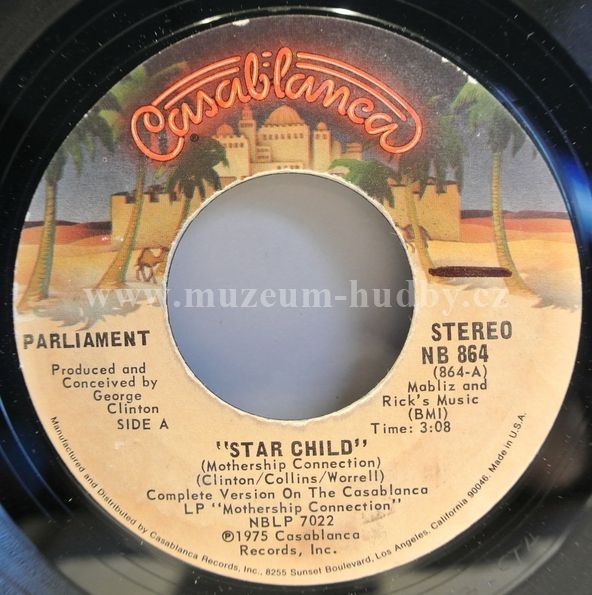 Casablanca
®
www.muzeum-hudby.cz
PARLIAMENT
Produced and
Conceived by
George
Clinton
SIDE A
STEREO
NB 864
(864-A)
Mabliz and
Rick's Music
(BMI)
Time: 3:08
"STAR CHILD"
(Mothership Connection)
(Clinton/Collins/Worrell)
Complete Version On The Casablanca
LP "Mothership Connection"
NBLP 7022
℗1975 Casablanca
Records, Inc.
Manufactured and Distributed by Casablanca Records, Inc., 8255 Sunset Boulevard, Los Angeles, California 90046. Made in U.S.A.